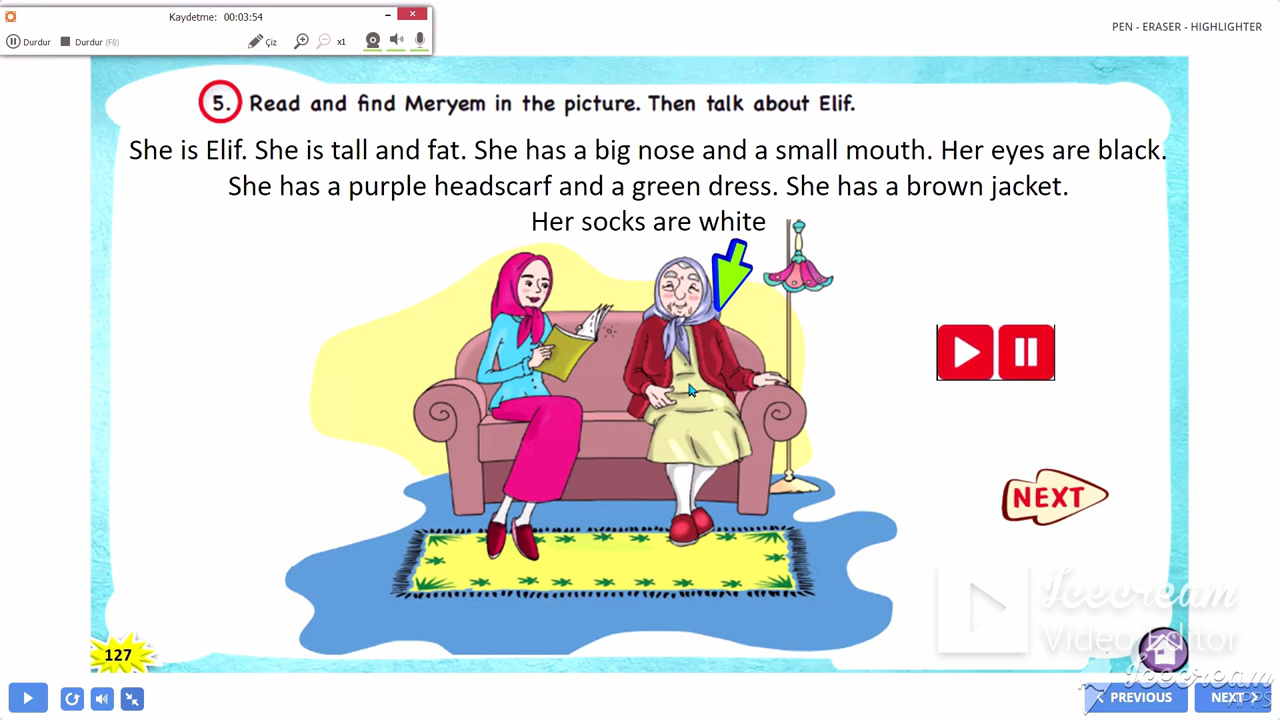 Kaydetme: 00:03:54
Durdur
Durdur (F8)
Çiz
x1
PEN - ERASER - HIGHLIGHTER
5. Read and find Meryem in the picture. Then talk about Elif.
She is Elif. She is tall and fat. She has a big nose and a small mouth. Her eyes are black.
She has a purple headscarf and a green dress. She has a brown jacket.
Her socks are white
NEXT
Icecream
Video Editor
127
Icecream
APPS
PREVIOUS
NEXT